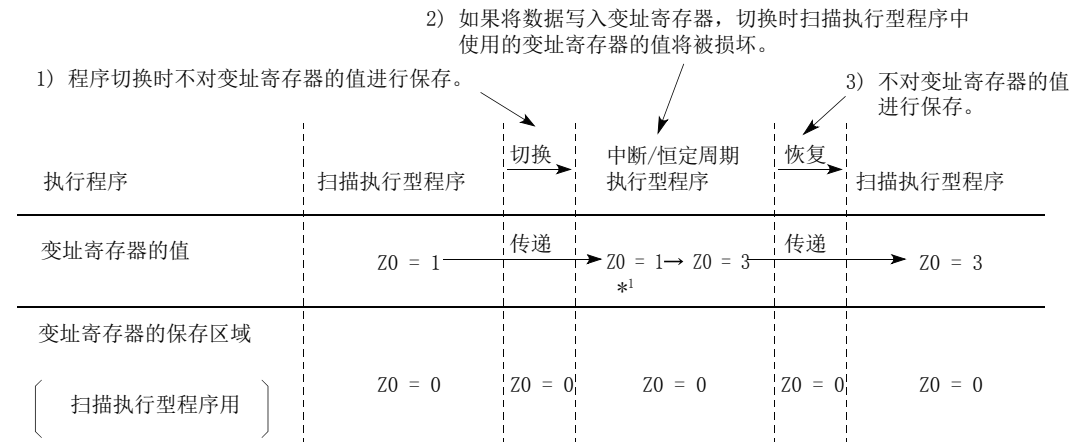 2) 如果将数据写入变址寄存器，切换时扫描执行型程序中
使用的变址寄存器的值将被损坏。
1) 程序切换时不对变址寄存器的值进行保存。
3) 不对变址寄存器的值
进行保存。
切换
中断/恒定周期
恢复
执行程序
扫描执行型程序
执行型程序
扫描执行型程序
变址寄存器的值
传递
传递
Z0 = 1
Z0 = 1→ Z0 = 3
Z0 = 3
*1
变址寄存器的保存区域
Z0 = 0
Z0 = 0
Z0 = 0
Z0 = 0
Z0 = 0
扫描执行型程序用